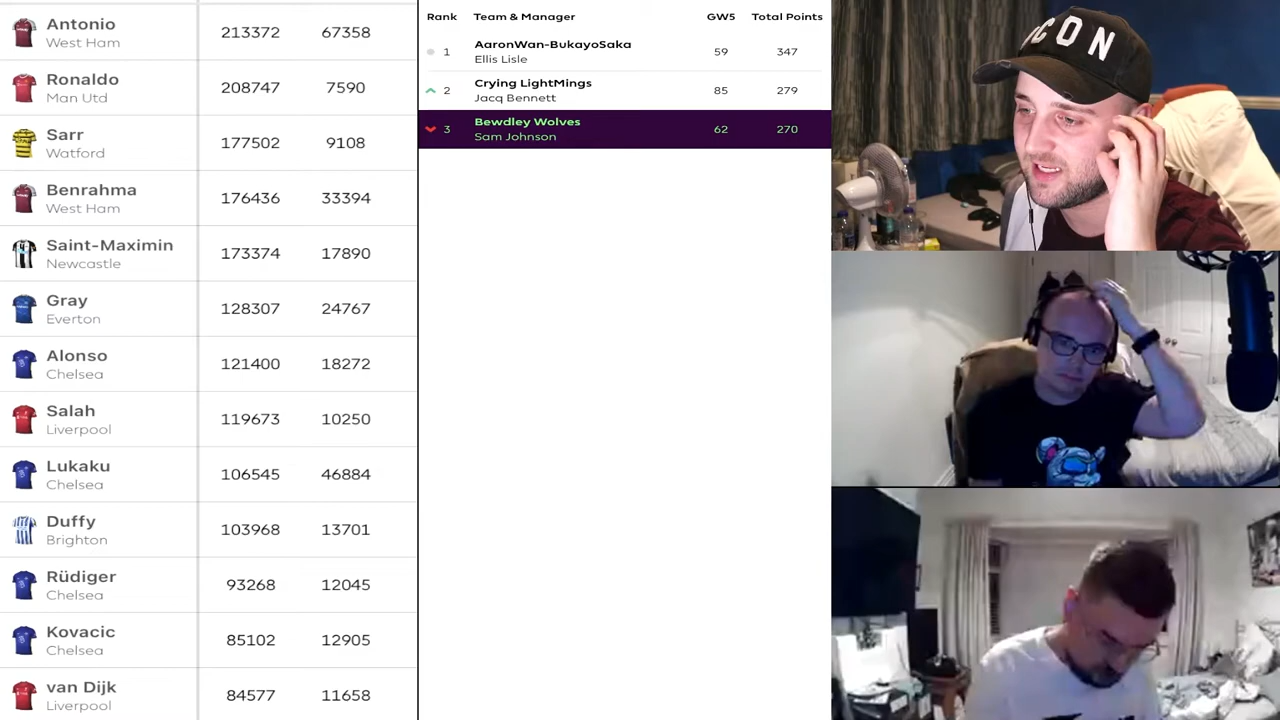 Antonio 213372 67358
West Ham
Ronaldo 208747 7590
Man Utd
Sarr 177502 9108
Watford
Benrahma 176436 33394
West Ham
Saint-Maximin 173374 17890
Newcastle
Gray 128307 24767
Everton
Alonso 121400 18272
Chelsea
Salah 119673 10250
Liverpool
Lukaku 106545 46884
Chelsea
Duffy 103968 13701
Brighton
Rüdiger 93268 12045
Chelsea
Kovacic 85102 12905
Chelsea
van Dijk 84577 11658
Liverpool
Rank Team & Manager GW5 Total Points
1 AaronWan-BukayoSaka 59 347
Ellis Lisle
2 Crying LightMings 85 279
Jacq Bennett
3 Bewdley Wolves 62 270
Sam Johnson
ICON